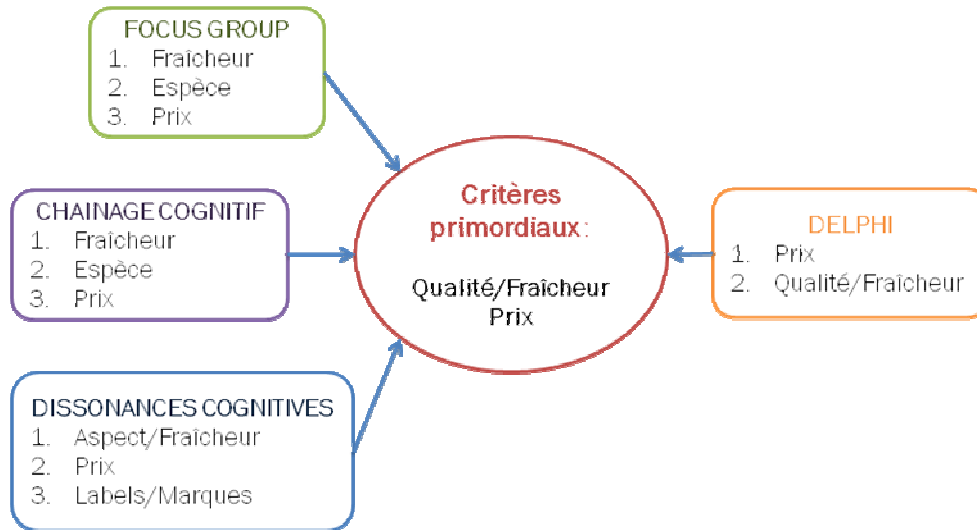 FOCUS GROUP
1. Fraîcheur
2. Espèce
3. Prix
CHAINAGE COGNITIF
1. Fraîcheur
2. Espèce
3. Prix
DISSONANCES COGNITIVES
1. Aspect/Fraîcheur
2. Prix
3. Labels/Marques
Critères
primordiaux:
Qualité/Fraîcheur
Prix
DELPHI
1. Prix
2. Qualité/Fraîcheur